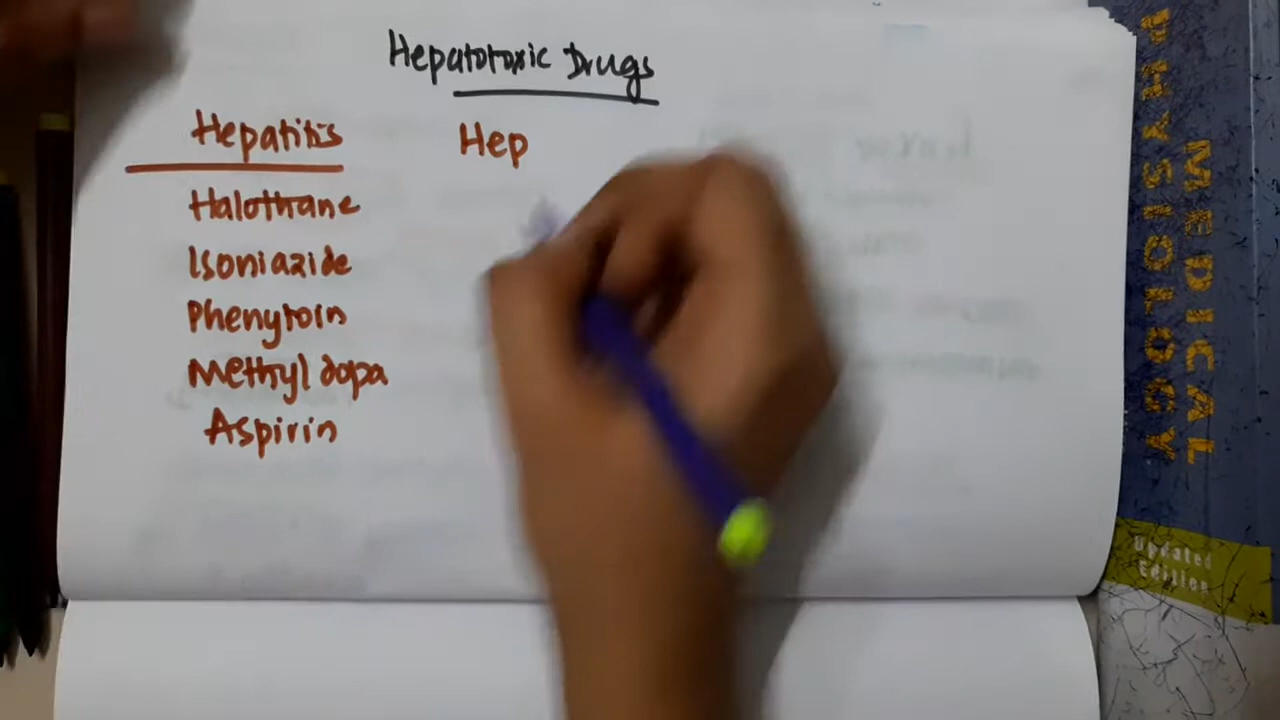 Hepatotoxic Drugs
Hepatitis
Hep
Halothane
Isoniazide
Phenytoin
Methyl dopa
Aspirin
MEDICAL
PHYSIOLOGY
Updated
Edition